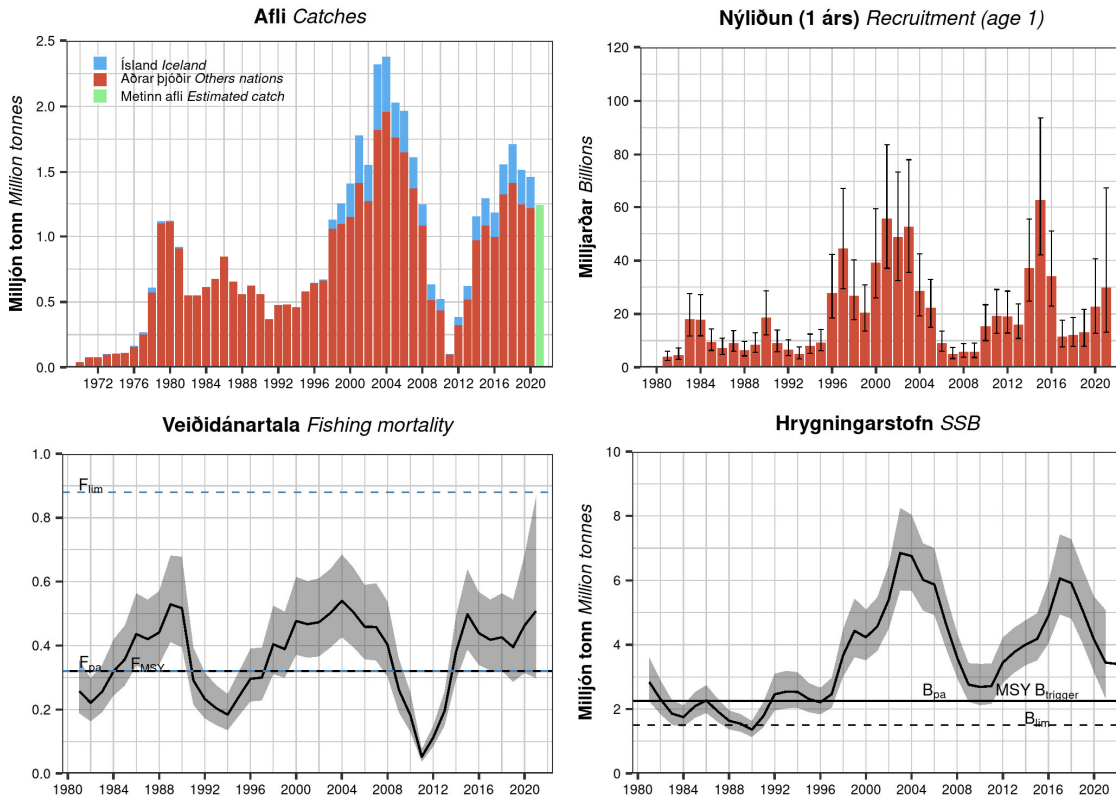 Afli Catches
Milljón tonn Million tonnes
2.5
2.0
1.5
1.0
0.5
0.0
Ísland Iceland
Aðrar þjóðir Others nations
Metinn afli Estimated catch
1972 1976 1980 1984 1988 1992 1996 2000 2004 2008 2012 2016 2020
Nýliðun (1 árs) Recruitment (age 1)
Milljarðar Billions
120
100
80
60
40
20
0
1980 1984 1988 1992 1996 2000 2004 2008 2012 2016 2020
Veiðidánartala Fishing mortality
1.0
0.8
0.6
0.4
0.2
0.0
Flim
Fpa
FMSY
1980 1984 1988 1992 1996 2000 2004 2008 2012 2016 2020
Hrygningarstofn SSB
Milljón tonn Million tonnes
10
8
6
4
2
0
Bpa
MSY Btrigger
Blim
1980 1984 1988 1992 1996 2000 2004 2008 2012 2016 2020